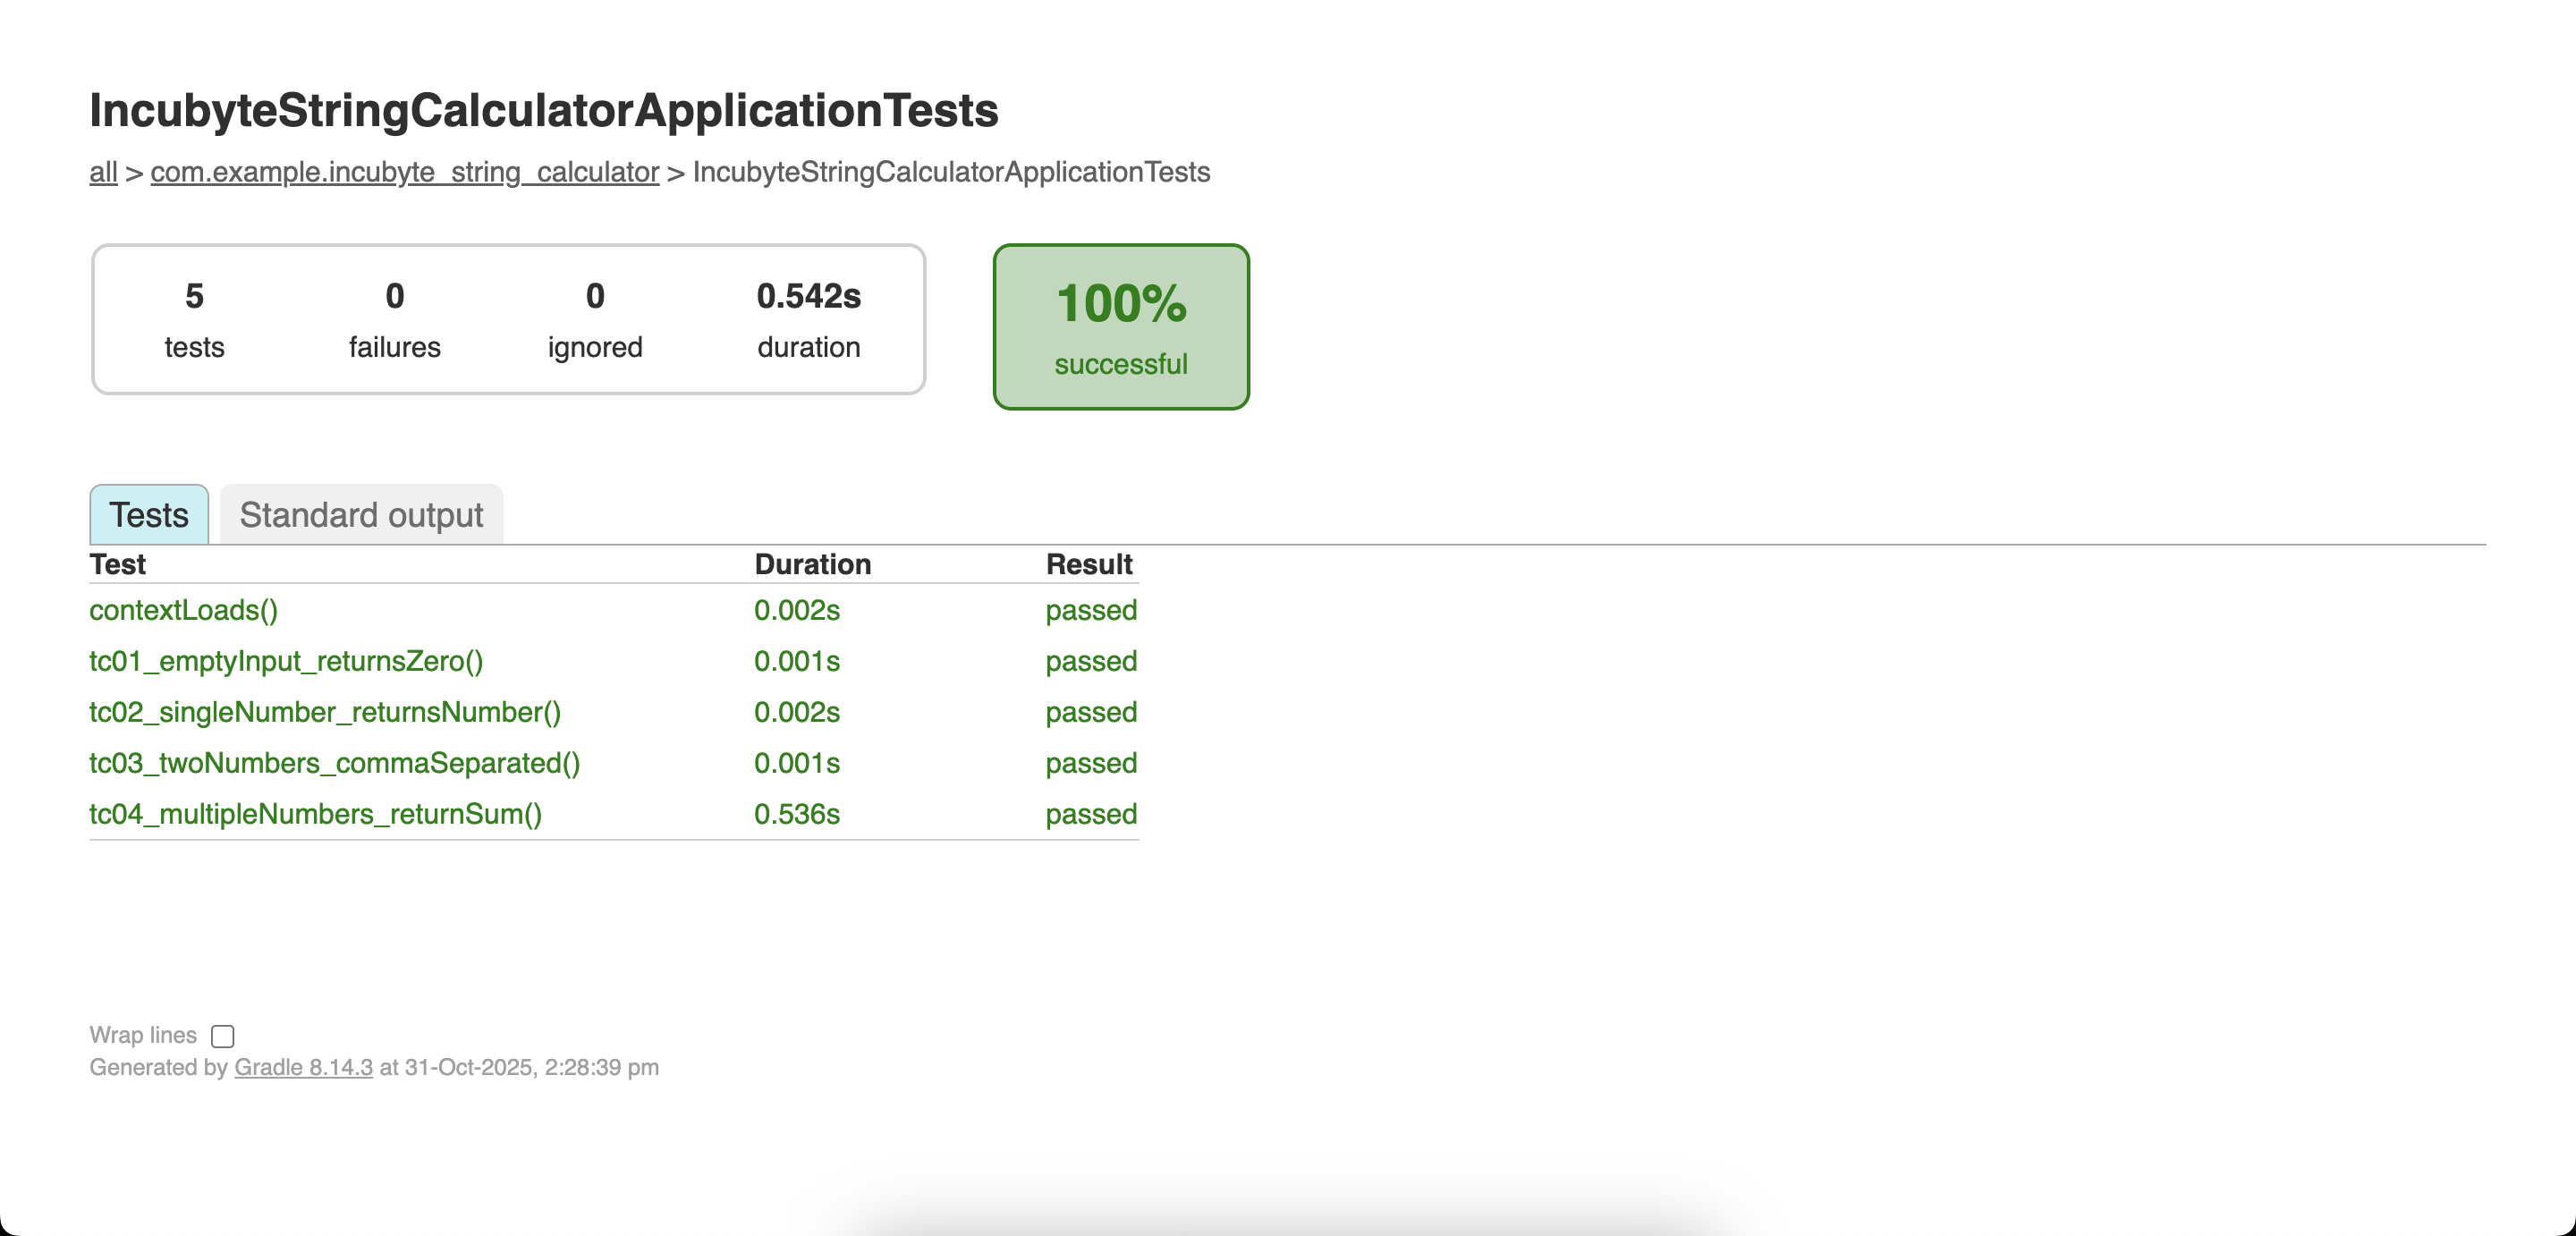 IncubyteStringCalculatorApplicationTests
all > com.example.incubyte_string_calculator > IncubyteStringCalculatorApplicationTests
5 0 0 0.542s
tests failures ignored duration
100%
successful
Tests Standard output
Test Duration Result
contextLoads() 0.002s passed
tc01_emptyInput_returnsZero() 0.001s passed
tc02_singleNumber_returnsNumber() 0.002s passed
tc03_twoNumbers_commaSeparated() 0.001s passed
tc04_multipleNumbers_returnSum() 0.536s passed
Wrap lines
Generated by Gradle 8.14.3 at 31-Oct-2025, 2:28:39 pm